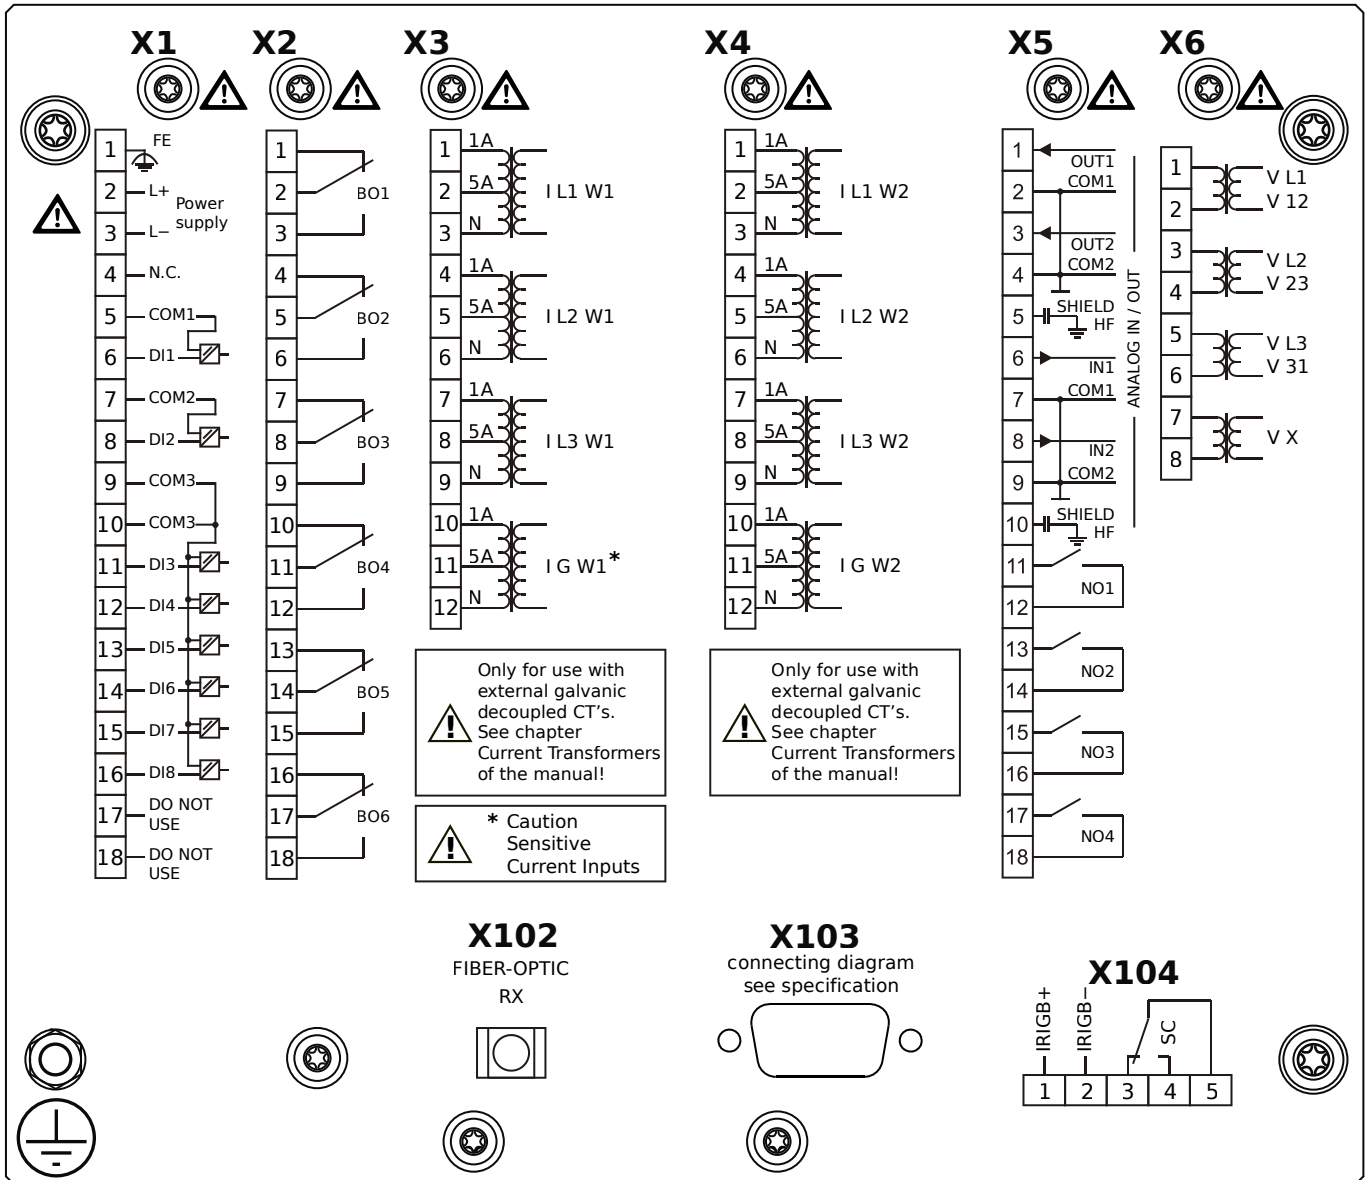 X1 X2 X3 X4 X5 X6
1 FE
2 L+
Power
supply
3 L−
4 N.C.
5 COM1
6 DI1
7 COM2
8 DI2
9 COM3
10 COM3
11 DI3
12 DI4
13 DI5
14 DI6
15 DI7
16 DI8
17 DO NOT
USE
18 DO NOT
USE
1
2 BO1
3
4
5 BO2
6
7
8 BO3
9
10
11 BO4
12
13
14 BO5
15
16
17 BO6
18
1 1A
2 5A I L1 W1
3 N
4 1A
5 5A I L2 W1
6 N
7 1A
8 5A I L3 W1
9 N
10 1A
11 5A I G W1*
12 N
Only for use with
external galvanic
decoupled CT's.
See chapter
Current Transformers
of the manual!
* Caution
Sensitive
Current Inputs
1 1A
2 5A I L1 W2
3 N
4 1A
5 5A I L2 W2
6 N
7 1A
8 5A I L3 W2
9 N
10 1A
11 5A I G W2
12 N
Only for use with
external galvanic
decoupled CT's.
See chapter
Current Transformers
of the manual!
1
OUT1
2 COM1
3
OUT2
4 COM2
5 SHIELD
HF
6
IN1
7 COM1
8
IN2
9 COM2
10 SHIELD
HF
ANALOG IN / OUT
11
NO1
12
13
NO2
14
15
NO3
16
17
NO4
18
1 V L1
2 V 12
3 V L2
4 V 23
5 V L3
6 V 31
7
V X
8
X102
FIBER-OPTIC
RX
X103
connecting diagram
see specification
X104
IRIGB+
IRIGB−
SC
1 2 3 4 5